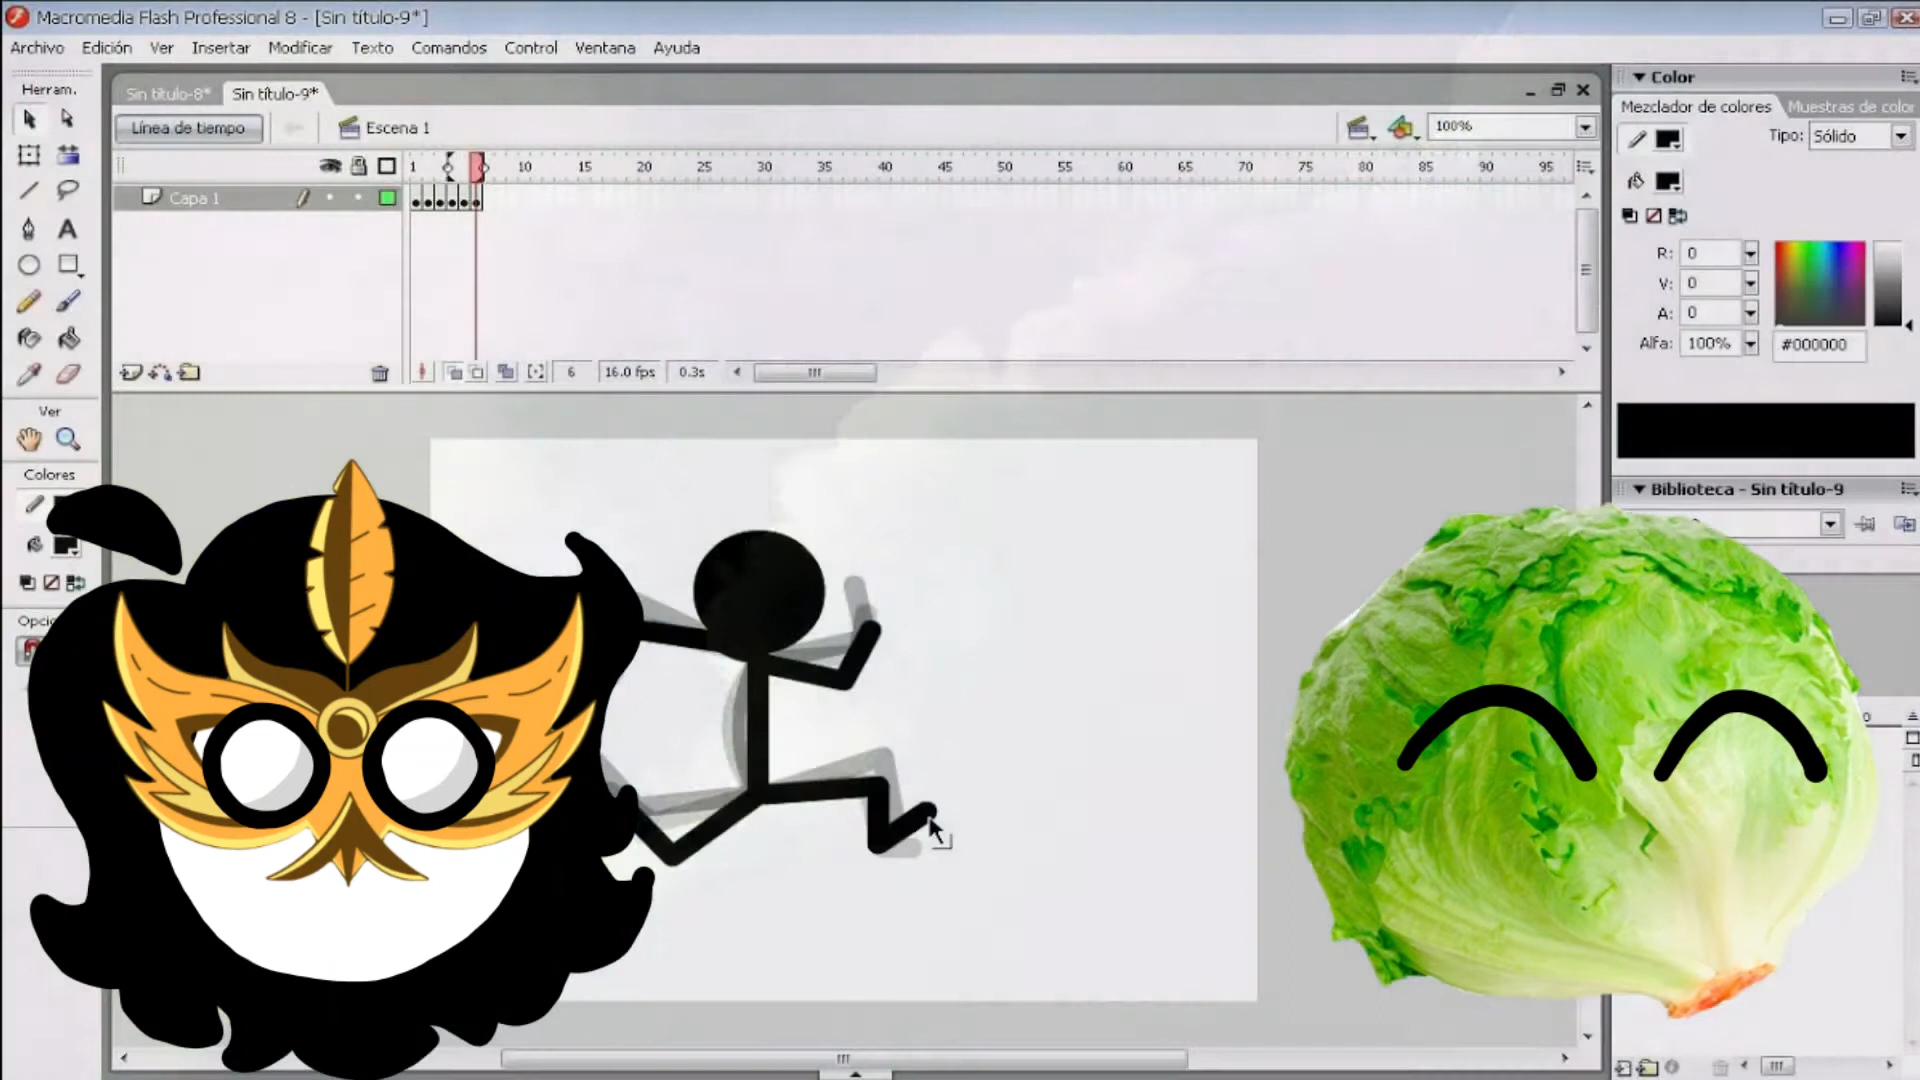 Macromedia Flash Professional 8 - [Sin título-9*]
Archivo Edición Ver Insertar Modificar Texto Comandos Control Ventana Ayuda
Herram.
Sin título-8* Sin título-9*
Línea de tiempo Escena 1 100%
1 10 15 20 25 30 35 40 45 50 55 60 65 70 75 80 85 90 95
Capa 1
6 16.0 fps 0.3s
Ver
Colores
Opcio
Color
Mezclador de colores Muestras de color
Tipo: Sólido
R: 0
V: 0
A: 0
Alfa: 100% #000000
Biblioteca - Sin título-9